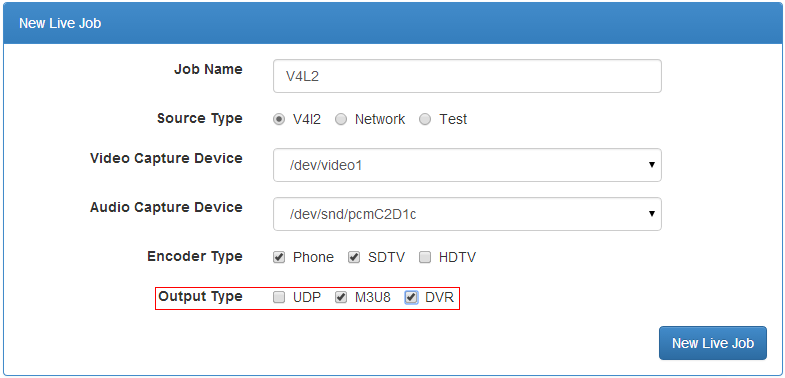 New Live Job
Job Name V4L2
Source Type V4l2 Network Test
Video Capture Device /dev/video1
Audio Capture Device /dev/snd/pcmC2D1c
Encoder Type Phone SDTV HDTV
Output Type UDP M3U8 DVR
New Live Job